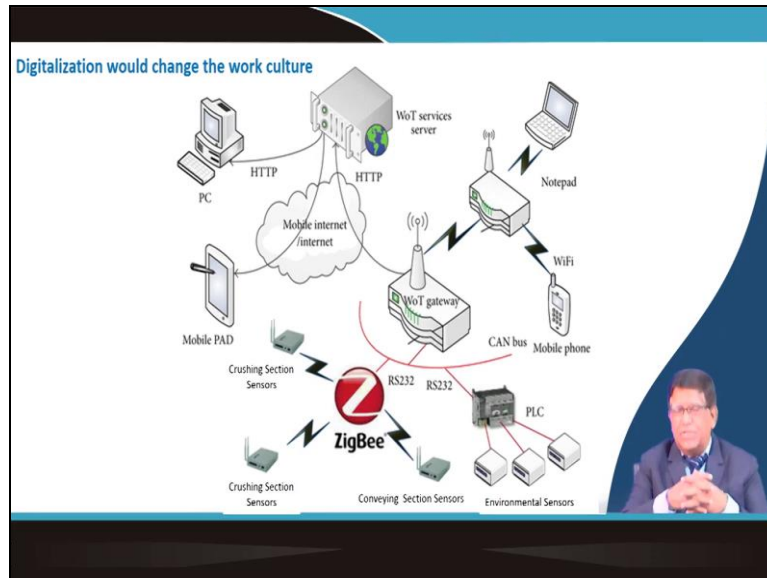 Digitalization would change the work culture
WoT services
server
HTTP
HTTP
PC
Notepad
Mobile internet
/internet
WiFi
WoT gateway
Mobile PAD
CAN bus
Mobile phone
Crushing Section
Sensors
RS232
RS232
PLC
Z
ZigBee
Crushing Section
Sensors
Conveying Section Sensors
Environmental Sensors